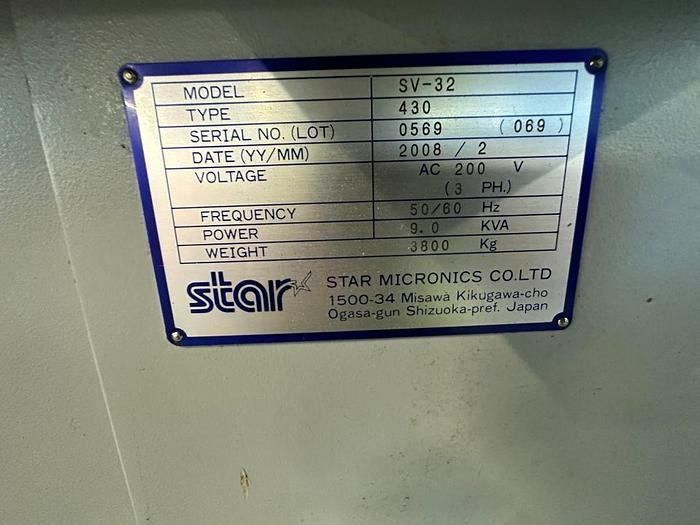 MODEL SV-32
TYPE 430
SERIAL NO. (LOT) 0569 (069)
DATE (YY/MM) 2008 / 2
VOLTAGE AC 200 V
(3 PH.)
FREQUENCY 50/60 Hz
POWER 9.0 KVA
WEIGHT 3800 Kg
star STAR MICRONICS CO.LTD
1500-34 Misawa Kikugawa-cho
Ogasa-gun Shizuoka-pref. Japan